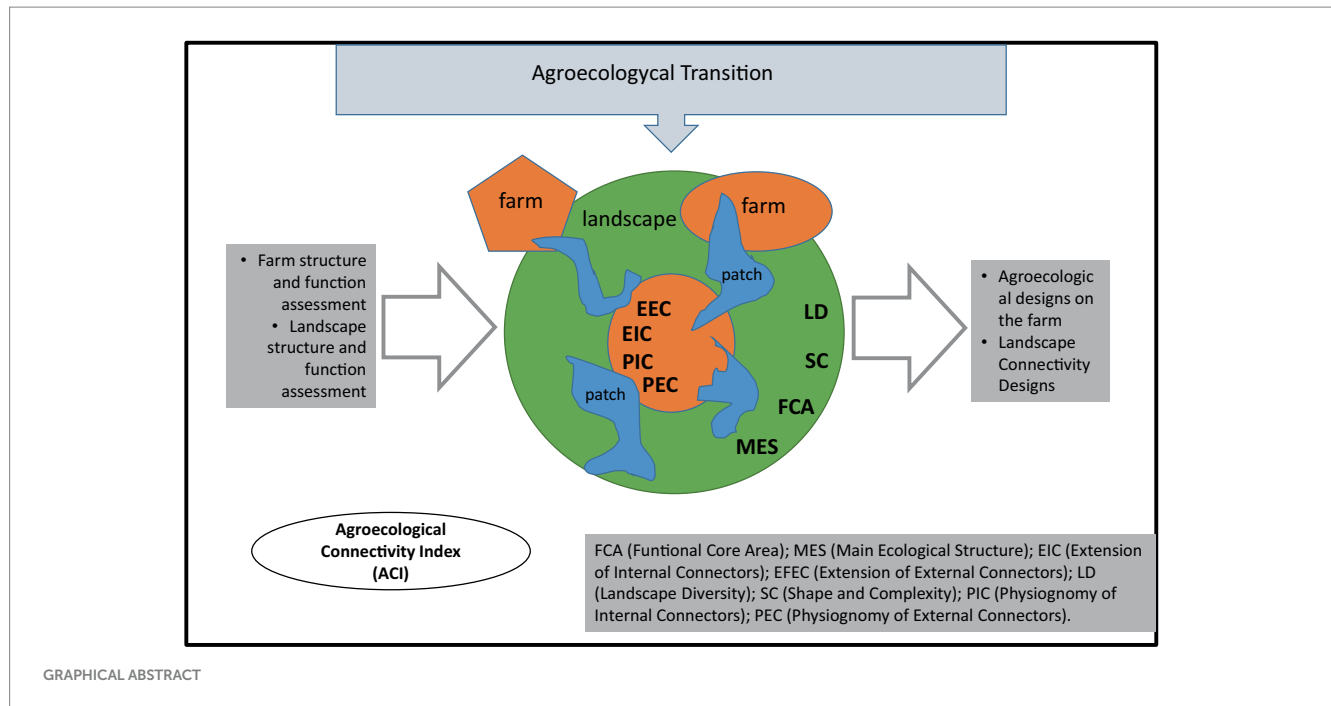 Agroecologycal Transition
farm
farm
landscape
patch
• Farm structure
and function
assessment
• Landscape
structure and
function
assessment
EEC
EIC
PIC
PEC
patch
LD
SC
FCA
MES
• Agroecologic
al designs on
the farm
• Landscape
Connectivity
Designs
Agroecological
Connectivity Index
(ACI)
FCA (Funtional Core Area); MES (Main Ecological Structure); EIC (Extension
of Internal Connectors); EFEC (Extension of External Connectors); LD
(Landscape Diversity); SC (Shape and Complexity); PIC (Physiognomy of
Internal Connectors); PEC (Physiognomy of External Connectors).
GRAPHICAL ABSTRACT